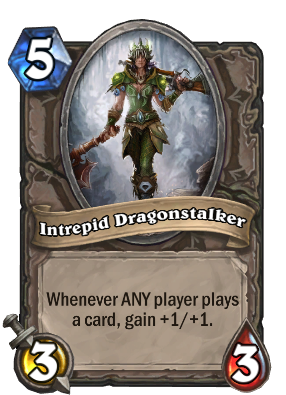 5
Intrepid Dragonstalker
Whenever ANY player plays
a card, gain +1/+1.
3 3